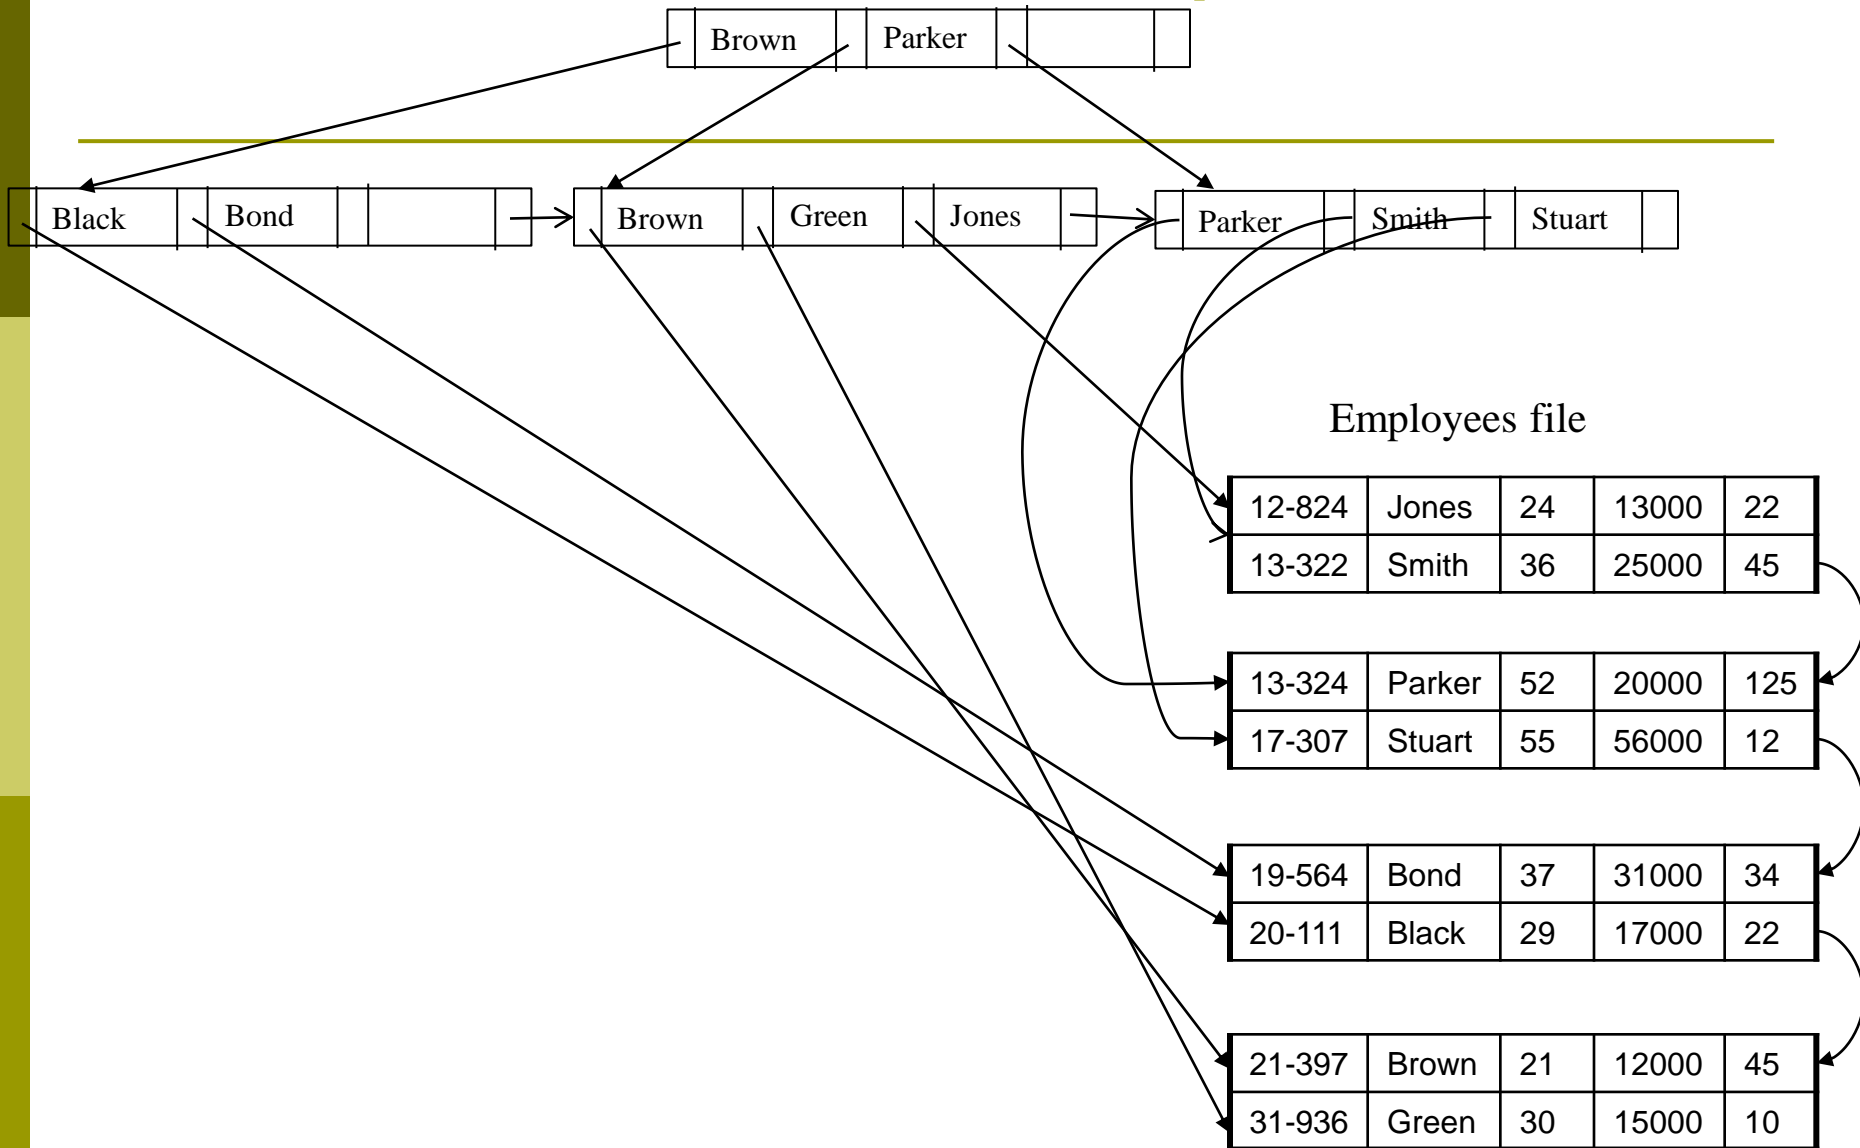 Brown Parker
Black Bond Brown Green Jones Parker Smith Stuart
Employees file
12-824 Jones 24 13000 22
13-322 Smith 36 25000 45
13-324 Parker 52 20000 125
17-307 Stuart 55 56000 12
19-564 Bond 37 31000 34
20-111 Black 29 17000 22
21-397 Brown 21 12000 45
31-936 Green 30 15000 10